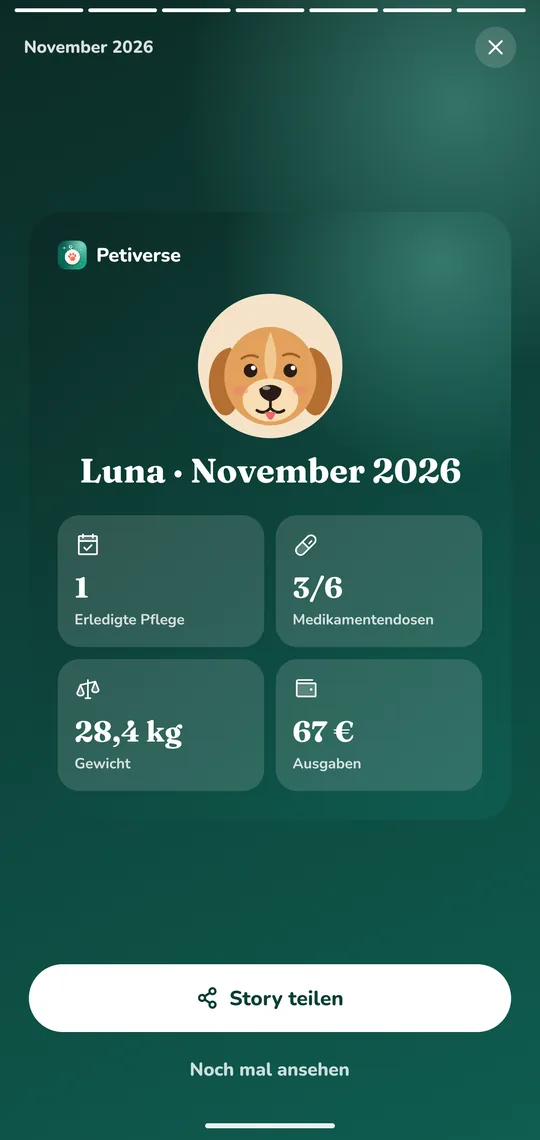 November 2026
Petiverse
Luna · November 2026
1
Erledigte Pflege
3/6
Medikamentendosen
28,4 kg
Gewicht
67 €
Ausgaben
Story teilen
Noch mal ansehen